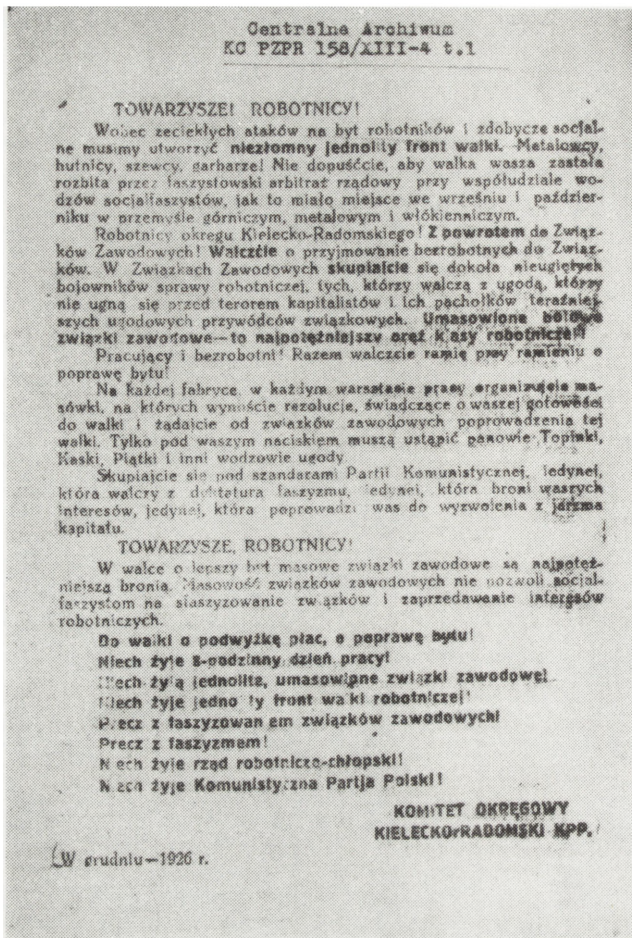 Centralne Archiwum
KC PZPR 158/XIII-4 t.1
TOWARZYSZE! ROBOTNICY!
Wobec zeciekłych ataków na byt robotników i zdobycze socjal-
ne musimy utworzyć niezłomny jednolity front walki. Metalowcy,
hutnicy, szewcy, garbarze! Nie dopuśćcie, aby walka wasza została
rozbita przez faszystowski arbitraż rządowy przy współudziale wo-
dzów socjalfaszystów, jak to miało miejsce we wrześniu i paździer-
niku w przemyśle górniczym, metalowym i włókienniczym.
Robotnicy okręgu Kielecko-Radomskiego! Z powrotem do Związ-
ków Zawodowych! Walczcie o przyjmowanie bezrobotnych do Związ-
ków. W Związkach Zawodowych skupiajcie się dokoła nieugiętych
bojowników sprawy robotniczej, tych, którzy walczą z ugodą, którzy
nie ugną się przed terorem kapitalistów i ich pachołków teraźniej-
szych ugodowych przywódców związkowych. Umasowione bojowe
związki zawodowe—to najpotężniejszy oręż klasy robotniczej!
Pracujący i bezrobotni! Razem walczcie ramię przy ramieniu o
poprawę bytu!
Na każdej fabryce, w każdym warsztacie pracy organizujcie ma-
sówki, na których wynoście rezolucje, świadczące o waszej gotowości
do walki i żądajcie od związków zawodowych poprowadzenia tej
walki. Tylko pod waszym naciskiem muszą ustąpić panowie Topinki,
Kaski, Piątki i inni wodzowie ugody.
Skupiajcie się pod szandarami Partji Komunistycznej, jedynej,
która walczy z dyktatura faszyzmu, jedynej, która broni waszych
interesów, jedynej, która poprowadzi was do wyzwolenia z jarzma
kapitału.
TOWARZYSZE, ROBOTNICY!
W walce o lepszy byt masowe związki zawodowe są najpotęż-
niejszą bronią. Masowość związków zawodowych nie pozwoli socjal-
faszystom na sfaszyzowanie związków i zaprzedawanie interesów
robotniczych.
Do walki o podwyżkę płac, o poprawę bytu!
Niech żyje 8-godzinny dzień pracy!
Niech żyją jednolite, umasowione związki zawodowe!
Niech żyje jednolity front walki robotniczej!
Precz z faszyzowaniem związków zawodowych!
Precz z faszyzmem!
Niech żyje rząd robotniczo-chłopski!
Niech żyje Komunistyczna Partja Polski!
KOMITET OKRĘGOWY
KIELECKO-RADOMSKI KPP.
W grudniu—1926 r.